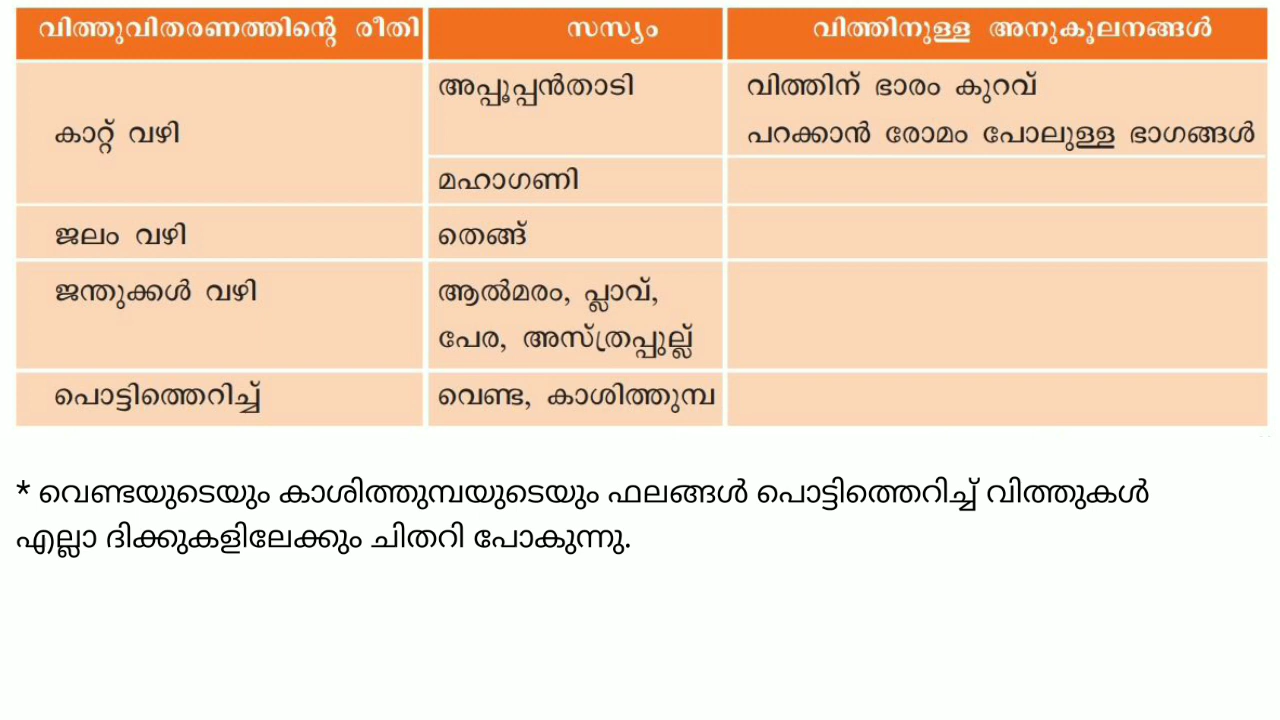 വിത്തുവിതരണത്തിന്റെ രീതി സസ്യം വിത്തിനുള്ള അനുകൂലനങ്ങൾ
കാറ്റ് വഴി
അപ്പൂപ്പൻതാടി
വിത്തിന് ഭാരം കുറവ്
പറക്കാൻ രോമം പോലുള്ള ഭാഗങ്ങൾ
മഹാഗണി
ജലം വഴി തെങ്ങ്
ജന്തുക്കൾ വഴി ആൽമരം, പ്ലാവ്,
പേര, അസ്ത്രപ്പുല്ല്
പൊട്ടിത്തെറിച്ച് വെണ്ട, കാശിത്തുമ്പ
* വെണ്ടയുടെയും കാശിത്തുമ്പയുടെയും ഫലങ്ങൾ പൊട്ടിത്തെറിച്ച് വിത്തുകൾ
എല്ലാ ദിക്കുകളിലേക്കും ചിതറി പോകുന്നു.